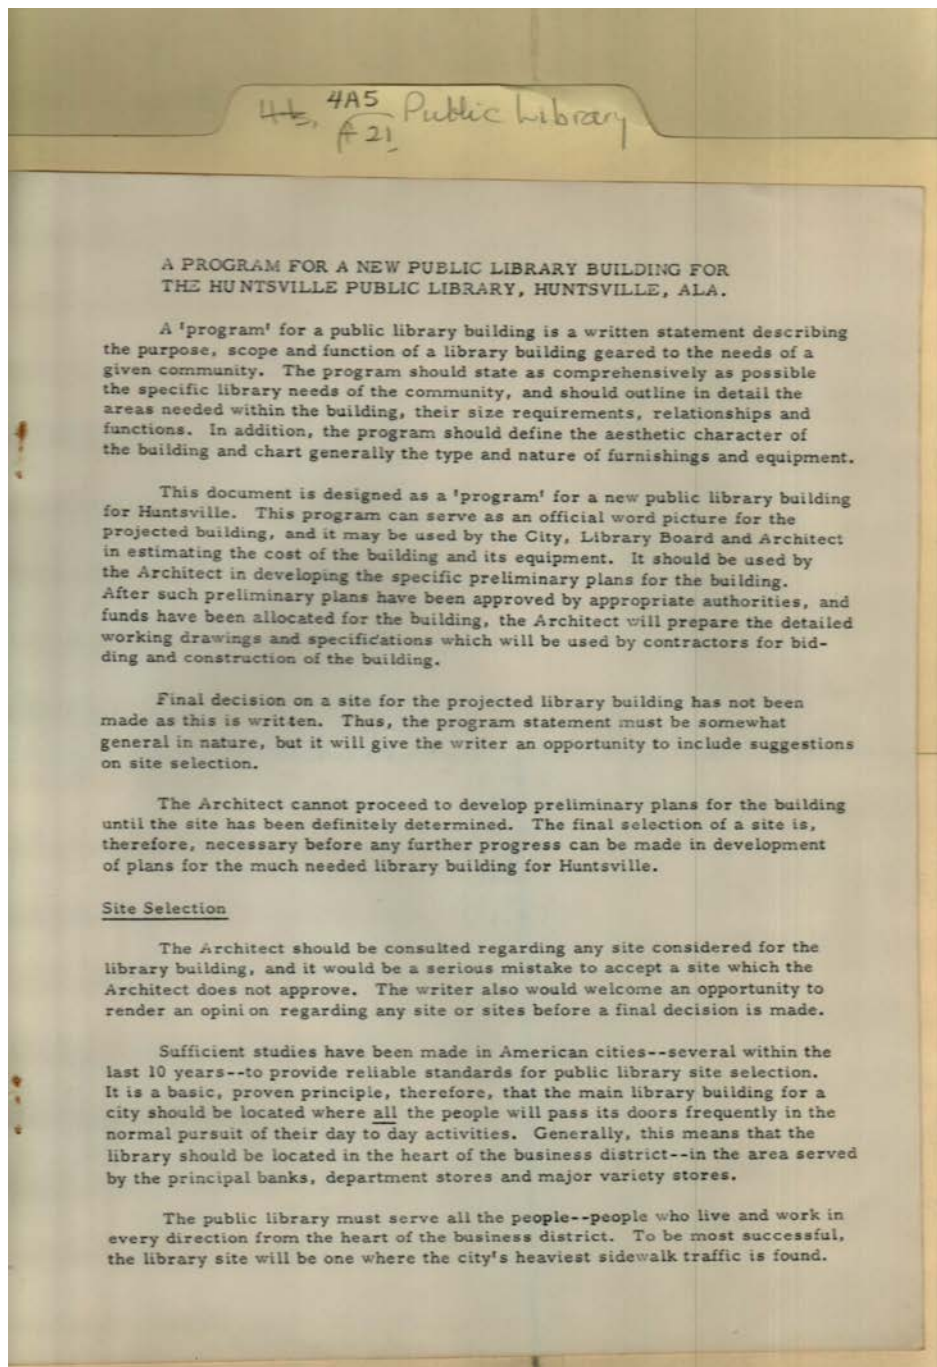 4b, 4A5 Public Library
F 21
A PROGRAM FOR A NEW PUBLIC LIBRARY BUILDING FOR
THE HUNTSVILLE PUBLIC LIBRARY, HUNTSVILLE, ALA.
A 'program' for a public library building is a written statement describing
the purpose, scope and function of a library building geared to the needs of a
given community. The program should state as comprehensively as possible
the specific library needs of the community, and should outline in detail the
areas needed within the building, their size requirements, relationships and
functions. In addition, the program should define the aesthetic character of
the building and chart generally the type and nature of furnishings and equipment.
This document is designed as a 'program' for a new public library building
for Huntsville. This program can serve as an official word picture for the
projected building, and it may be used by the City, Library Board and Architect
in estimating the cost of the building and its equipment. It should be used by
the Architect in developing the specific preliminary plans for the building.
After such preliminary plans have been approved by appropriate authorities, and
funds have been allocated for the building, the Architect will prepare the detailed
working drawings and specifications which will be used by contractors for bid-
ding and construction of the building.
Final decision on a site for the projected library building has not been
made as this is written. Thus, the program statement must be somewhat
general in nature, but it will give the writer an opportunity to include suggestions
on site selection.
The Architect cannot proceed to develop preliminary plans for the building
until the site has been definitely determined. The final selection of a site is,
therefore, necessary before any further progress can be made in development
of plans for the much needed library building for Huntsville.
Site Selection
The Architect should be consulted regarding any site considered for the
library building, and it would be a serious mistake to accept a site which the
Architect does not approve. The writer also would welcome an opportunity to
render an opini on regarding any site or sites before a final decision is made.
Sufficient studies have been made in American cities--several within the
last 10 years--to provide reliable standards for public library site selection.
It is a basic, proven principle, therefore, that the main library building for a
city should be located where all the people will pass its doors frequently in the
normal pursuit of their day to day activities. Generally, this means that the
library should be located in the heart of the business district--in the area served
by the principal banks, department stores and major variety stores.
The public library must serve all the people--people who live and work in
every direction from the heart of the business district. To be most successful,
the library site will be one where the city's heaviest sidewalk traffic is found.